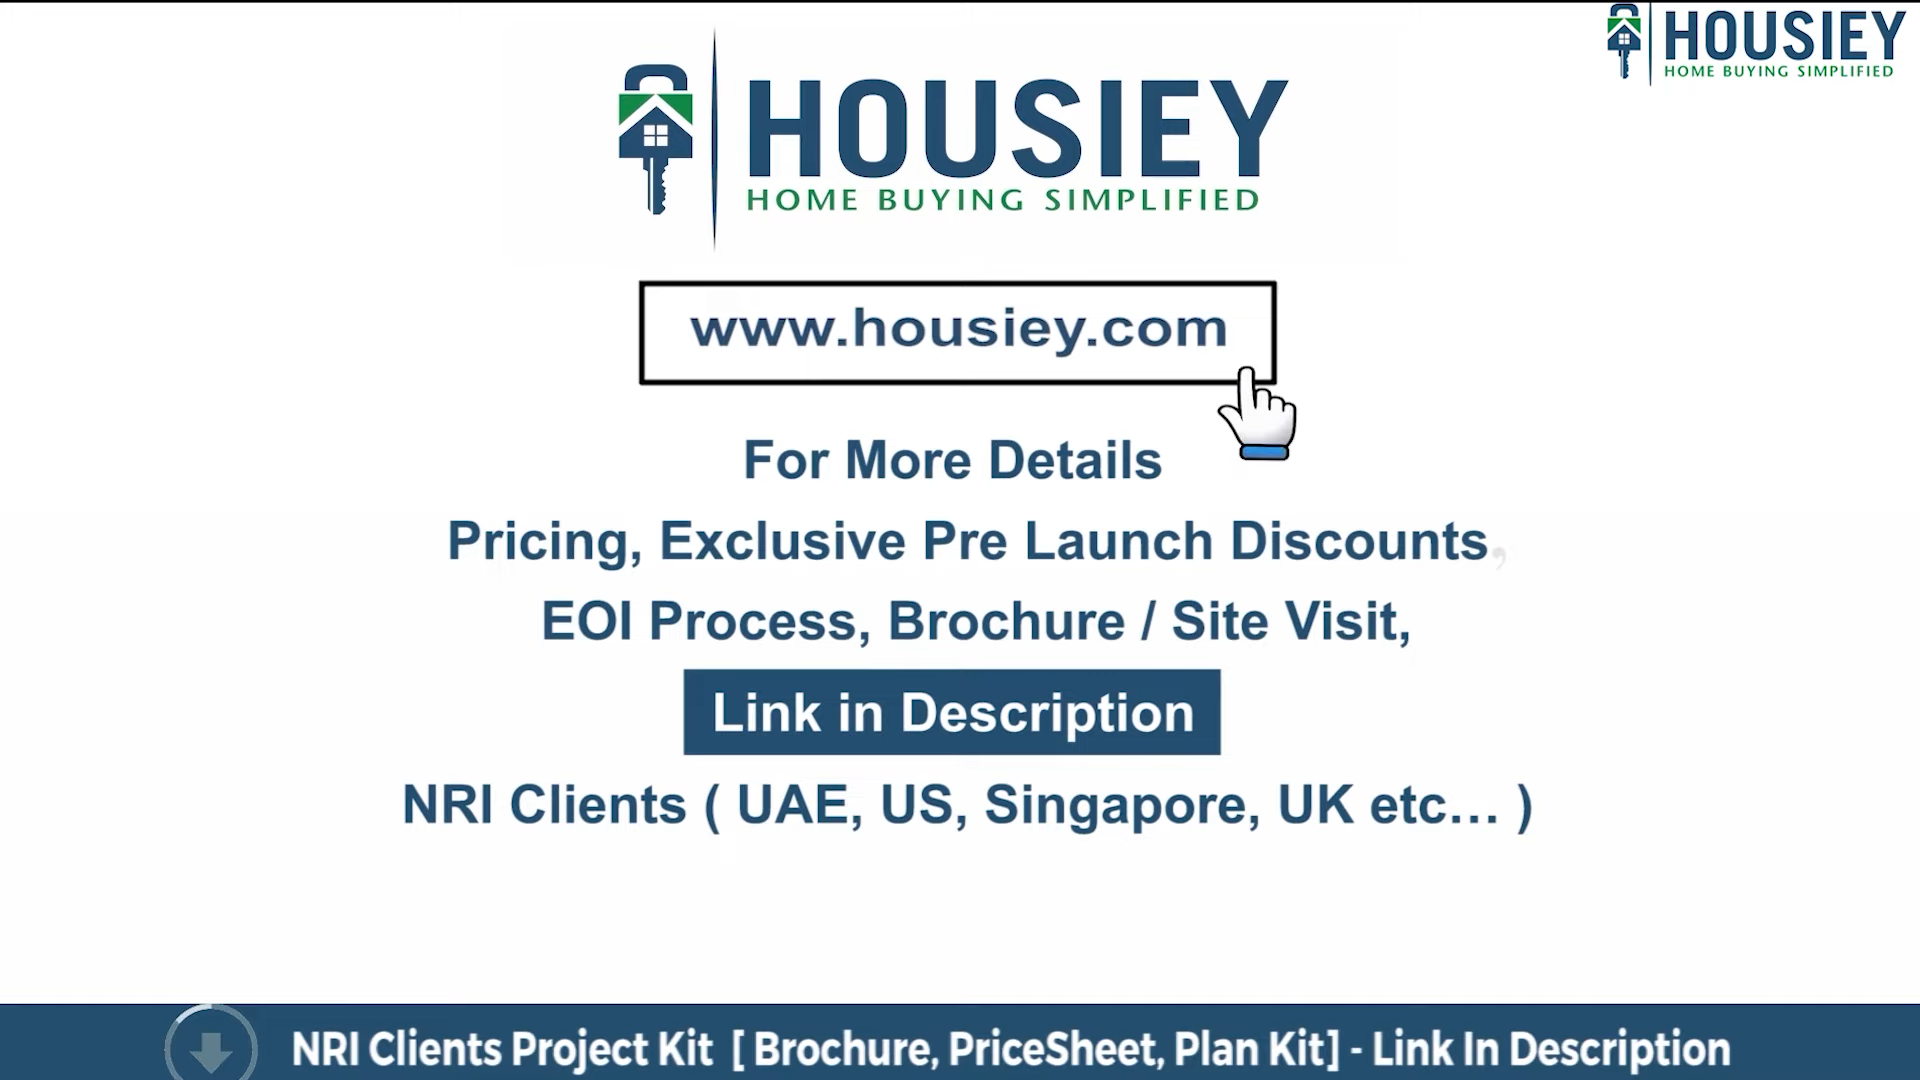 HOUSIEY
HOME BUYING SIMPLIFIED
HOUSIEY
HOME BUYING SIMPLIFIED
www.housiey.com
For More Details
Pricing, Exclusive Pre Launch Discounts,
EOI Process, Brochure / Site Visit,
Link in Description
NRI Clients ( UAE, US, Singapore, UK etc... )
NRI Clients Project Kit [ Brochure, PriceSheet, Plan Kit] - Link In Description